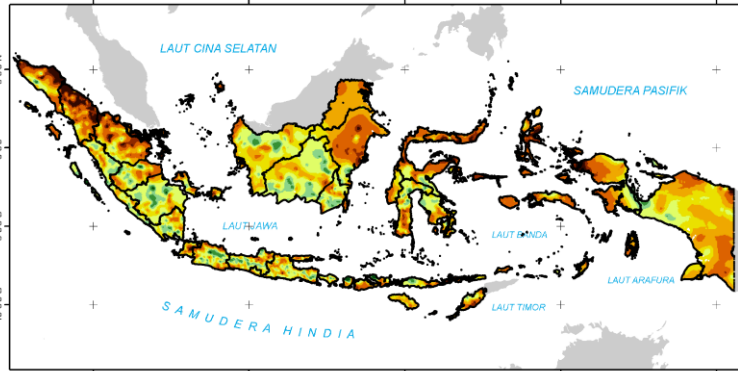 LAUT CINA SELATAN
SAMUDERA PASIFIK
LAUT JAWA
LAUT BANDA
LAUT ARAFURA
LAUT TIMOR
SAMUDERA HINDIA